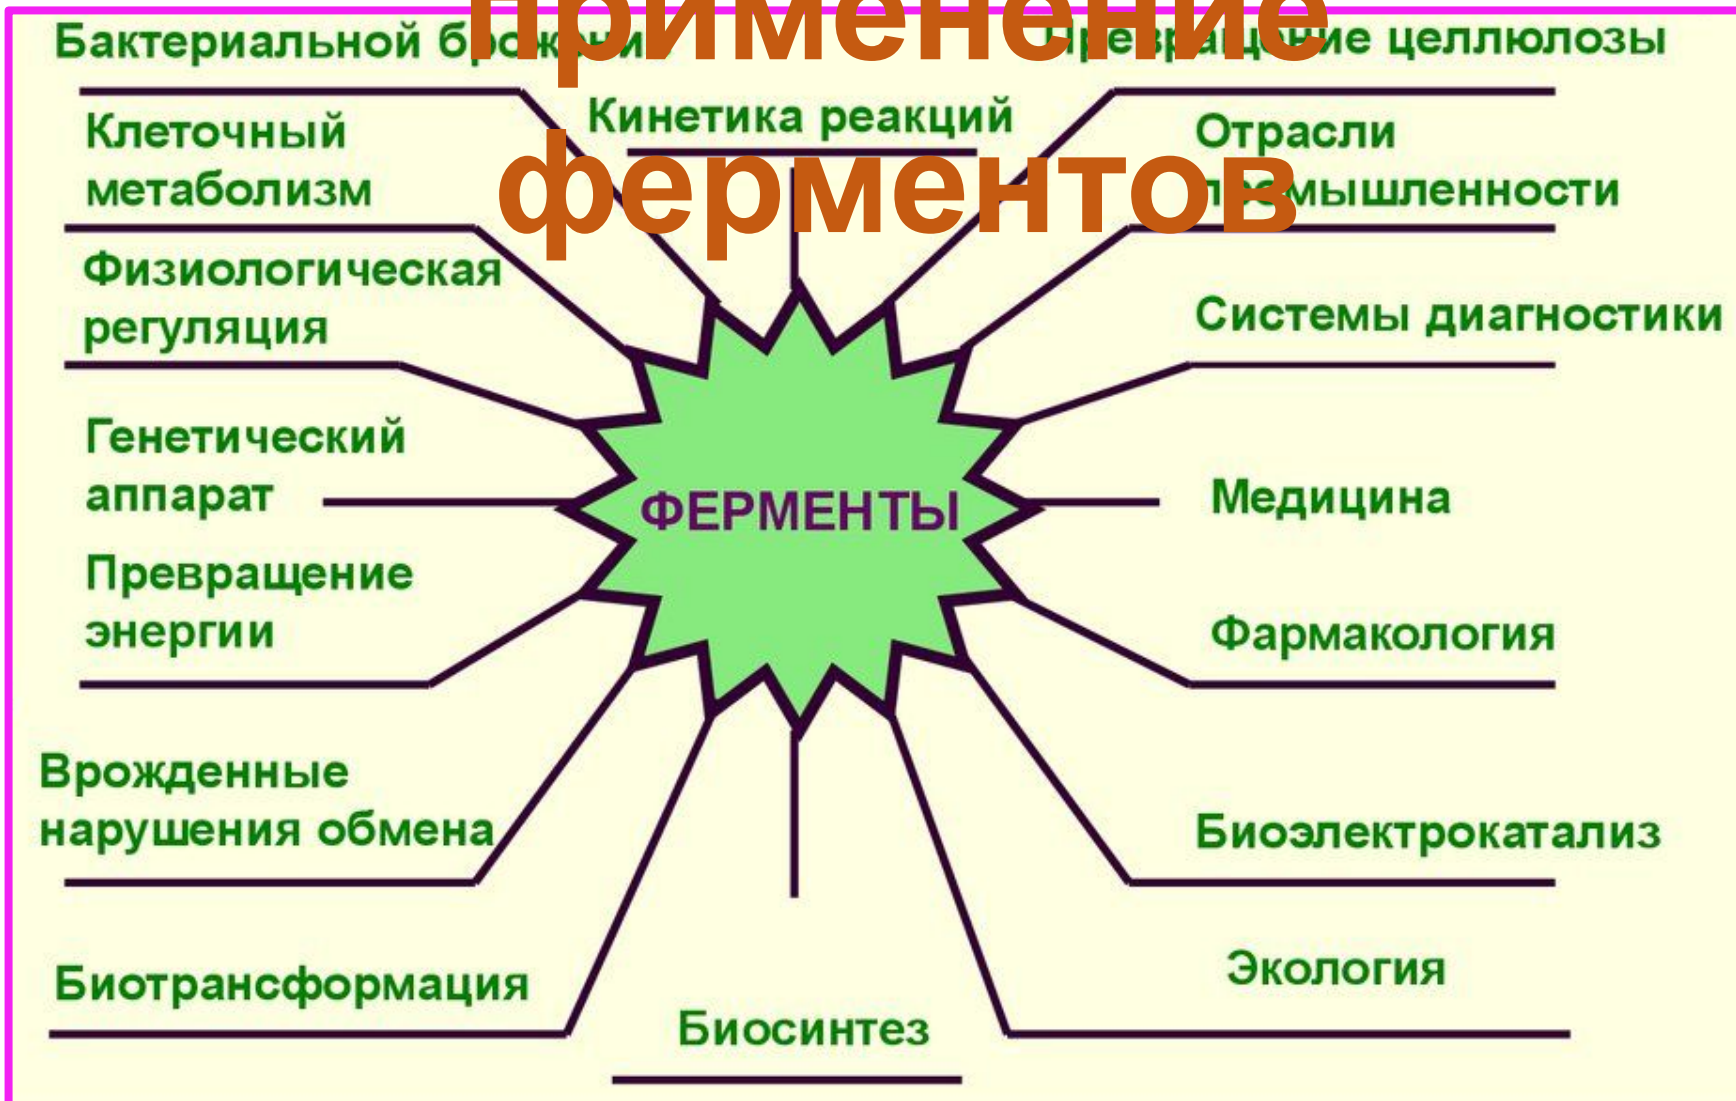 применение
ферментов
Бактериальной брожение
Кинетика реакций
Превращение целлюлозы
Клеточный
метаболизм
Отрасли
промышленности
Физиологическая
регуляция
Системы диагностики
Генетический
аппарат
ФЕРМЕНТЫ
Медицина
Превращение
энергии
Фармакология
Врожденные
нарушения обмена
Биоэлектрокатализ
Биотрансформация
Экология
Биосинтез